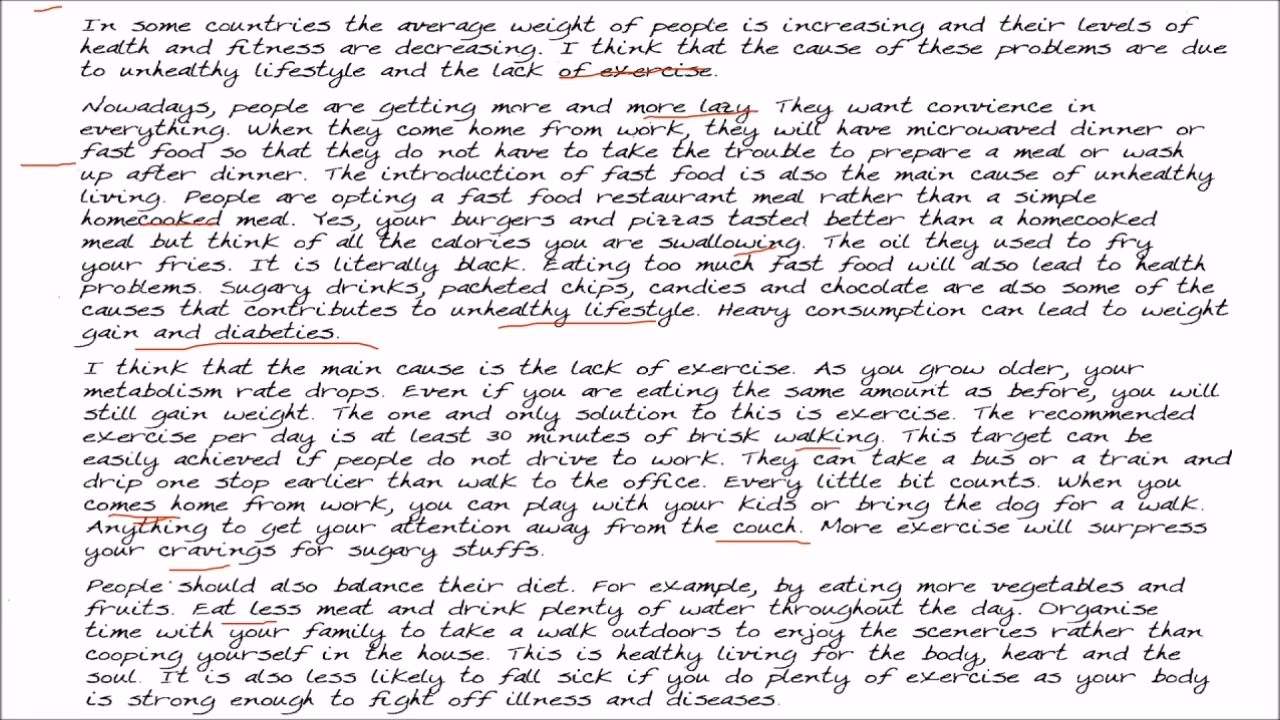 In some countries the average weight of people is increasing and their levels of
health and fitness are decreasing. I think that the cause of these problems are due
to unhealthy lifestyle and the lack of exercise.
Nowadays, people are getting more and more lazy. They want convience in
everything. When they come home from work, they will have microwaved dinner or
fast food so that they do not have to take the trouble to prepare a meal or wash
up after dinner. The introduction of fast food is also the main cause of unhealthy
living. People are opting a fast food restaurant meal rather than a simple
homecooked meal. Yes, your burgers and pizzas tasted better than a homecooked
meal but think of all the calories you are swallowing. The oil they used to fry
your fries. It is literally black. Eating too much fast food will also lead to health
problems. Sugary drinks, packeted chips, candies and chocolate are also some of the
causes that contributes to unhealthy lifestyle. Heavy consumption can lead to weight
gain and diabeties.
I think that the main cause is the lack of exercise. As you grow older, your
metabolism rate drops. Even if you are eating the same amount as before, you will
still gain weight. The one and only solution to this is exercise. The recommended
exercise per day is at least 30 minutes of brisk walking. This target can be
easily achieved if people do not drive to work. They can take a bus or a train and
drip one stop earlier than walk to the office. Every little bit counts. When you
comes home from work, you can play with your kids or bring the dog for a walk.
Anything to get your attention away from the couch. More exercise will surpress
your cravings for sugary stuffs.
People should also balance their diet. For example, by eating more vegetables and
fruits. Eat less meat and drink plenty of water throughout the day. Organise
time with your family to take a walk outdoors to enjoy the sceneries rather than
cooping yourself in the house. This is healthy living for the body, heart and the
soul. It is also less likely to fall sick if you do plenty of exercise as your body
is strong enough to fight off illness and diseases.